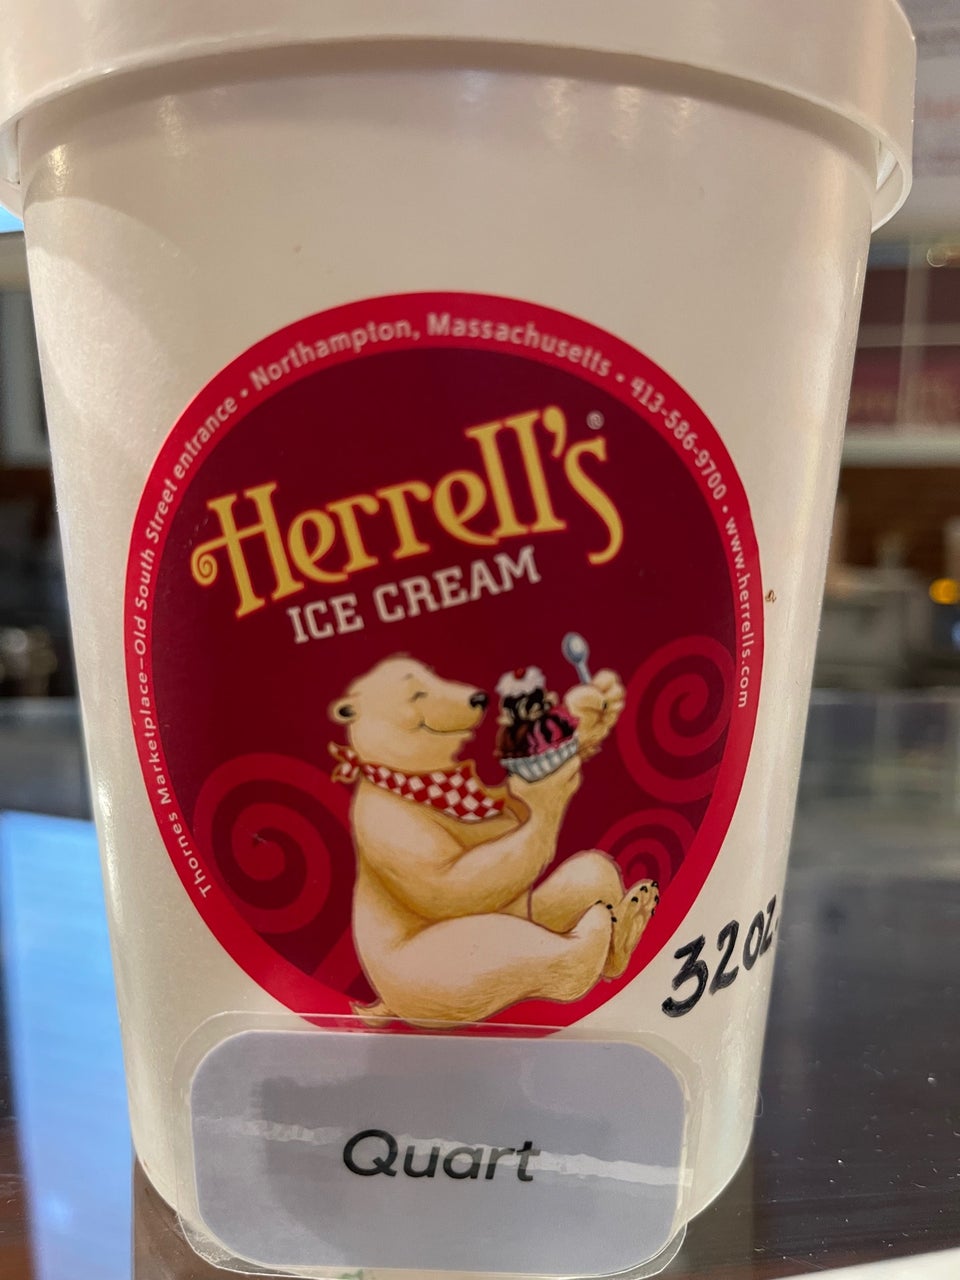 Thornes Marketplace–Old South Street entrance • Northampton, Massachusetts • 413-586-9700 • www.herrells.com
Herrell's®
ICE CREAM
32oz.
Quart